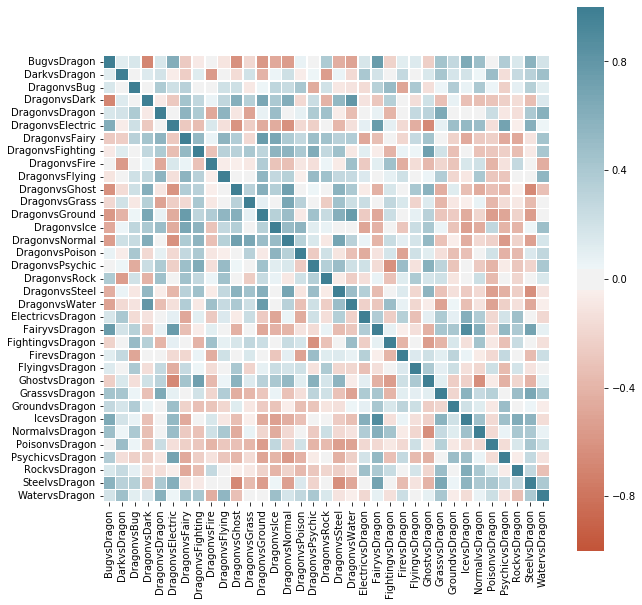 BugvsDragon
DarkvsDragon
DragonvsBug
DragonvsDark
DragonvsDragon
DragonvsElectric
DragonvsFairy
DragonvsFighting
DragonvsFire
DragonvsFlying
DragonvsGhost
DragonvsGrass
DragonvsGround
DragonvsIce
DragonvsNormal
DragonvsPoison
DragonvsPsychic
DragonvsRock
DragonvsSteel
DragonvsWater
ElectricvsDragon
FairyvsDragon
FightingvsDragon
FirevsDragon
FlyingvsDragon
GhostvsDragon
GrassvsDragon
GroundvsDragon
IcevsDragon
NormalvsDragon
PoisonvsDragon
PsychicvsDragon
RockvsDragon
SteelvsDragon
WatervsDragon
BugvsDragon
DarkvsDragon
DragonvsBug
DragonvsDark
DragonvsDragon
DragonvsElectric
DragonvsFairy
DragonvsFighting
DragonvsFire
DragonvsFlying
DragonvsGhost
DragonvsGrass
DragonvsGround
DragonvsIce
DragonvsNormal
DragonvsPoison
DragonvsPsychic
DragonvsRock
DragonvsSteel
DragonvsWater
ElectricvsDragon
FairyvsDragon
FightingvsDragon
FirevsDragon
FlyingvsDragon
GhostvsDragon
GrassvsDragon
GroundvsDragon
IcevsDragon
NormalvsDragon
PoisonvsDragon
PsychicvsDragon
RockvsDragon
SteelvsDragon
WatervsDragon
0.8
0.4
0.0
−0.4
−0.8